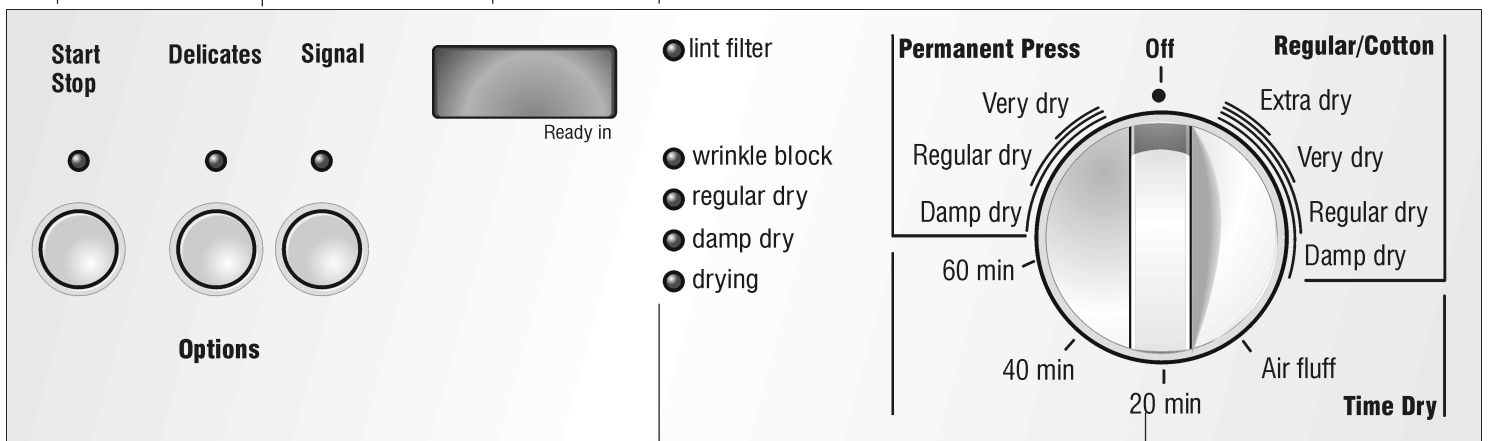 Start
Stop
Delicates
Signal
Ready in
Options
lint filter
wrinkle block
regular dry
damp dry
drying
Permanent Press
Off
Regular/Cotton
Very dry
Regular dry
Damp dry
Extra dry
Very dry
Regular dry
Damp dry
60 min
40 min
20 min
Air fluff
Time Dry